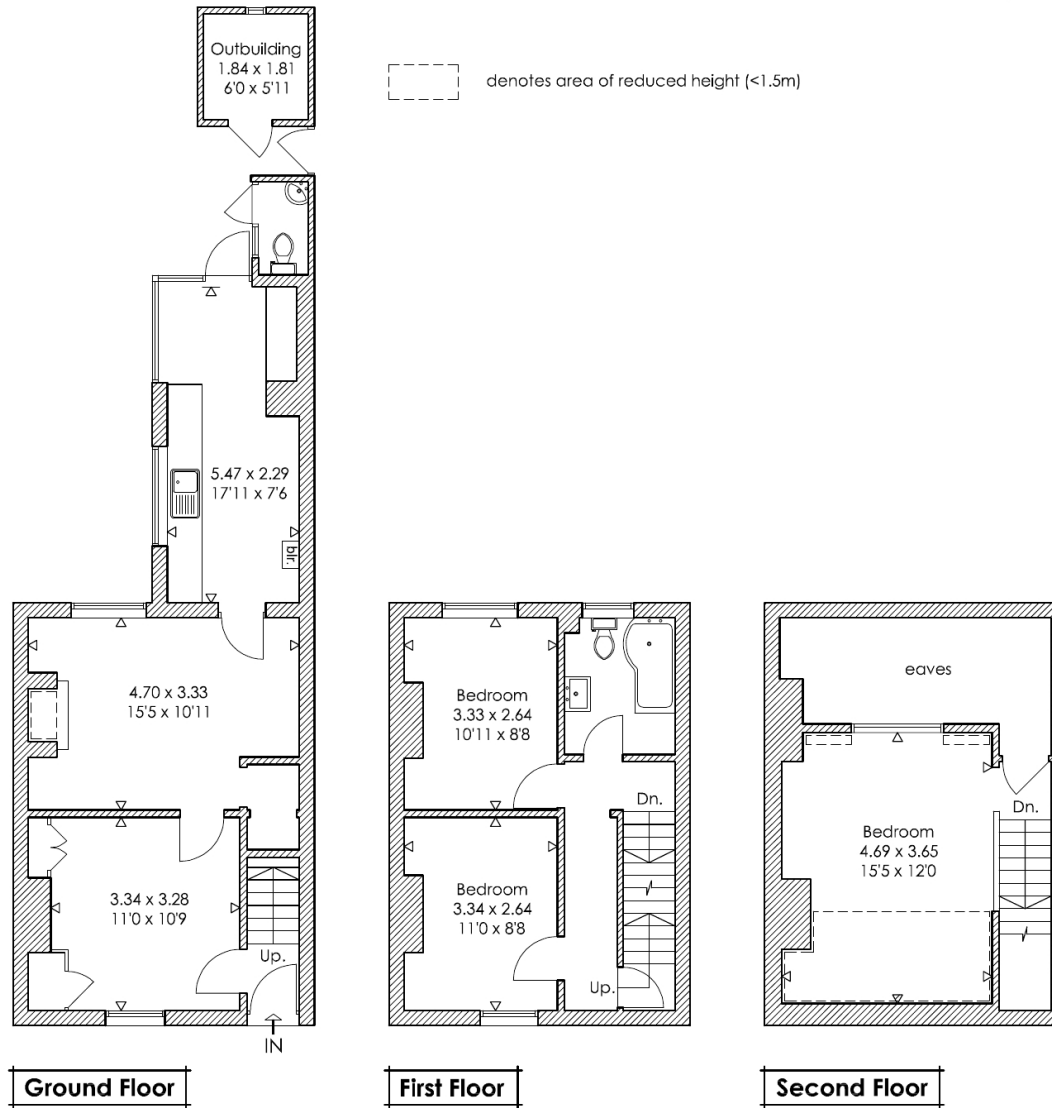 Outbuilding
1.84 x 1.81
6'0 x 5'11
denotes area of reduced height (<1.5m)
5.47 x 2.29
17'11 x 7'6
blr.
4.70 x 3.33
15'5 x 10'11
3.34 x 3.28
11'0 x 10'9
Up.
IN
Ground Floor
Bedroom
3.33 x 2.64
10'11 x 8'8
Dn.
Bedroom
3.34 x 2.64
11'0 x 8'8
Up.
First Floor
eaves
Dn.
Bedroom
4.69 x 3.65
15'5 x 12'0
Second Floor